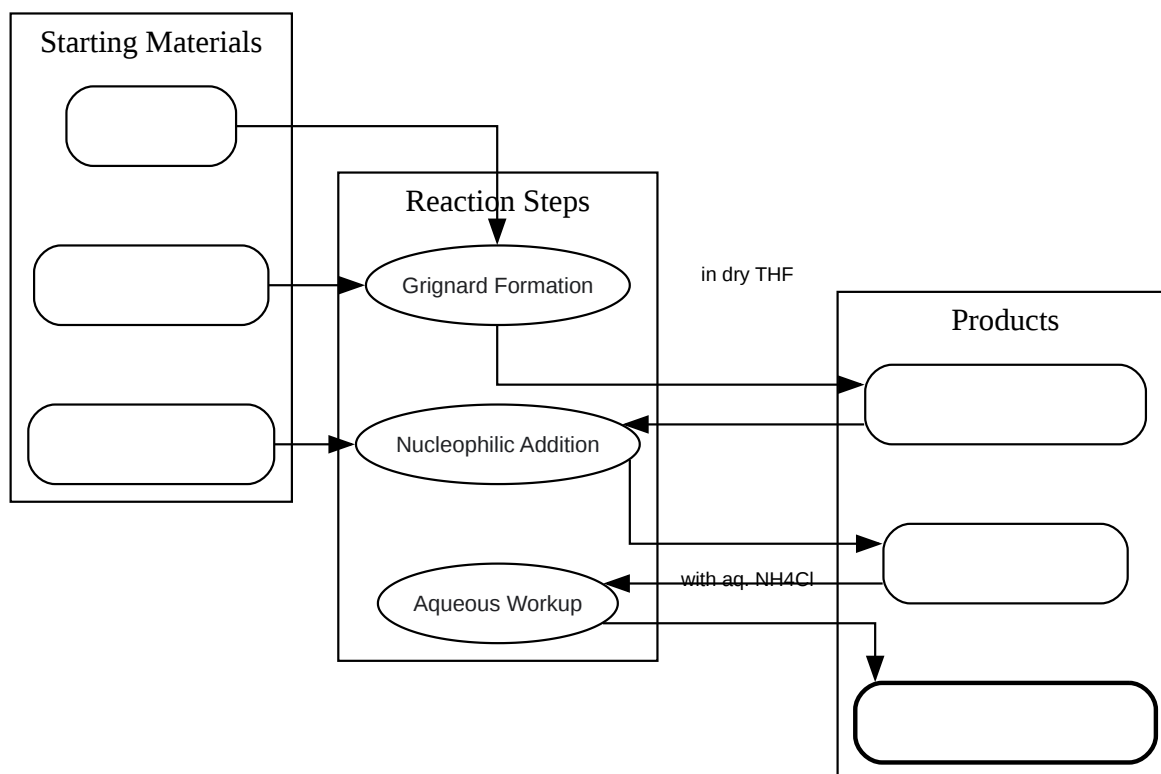 Starting Materials
Reaction Steps
Grignard Formation
in dry THF
Products
Nucleophilic Addition
with aq. NH4Cl
Aqueous Workup